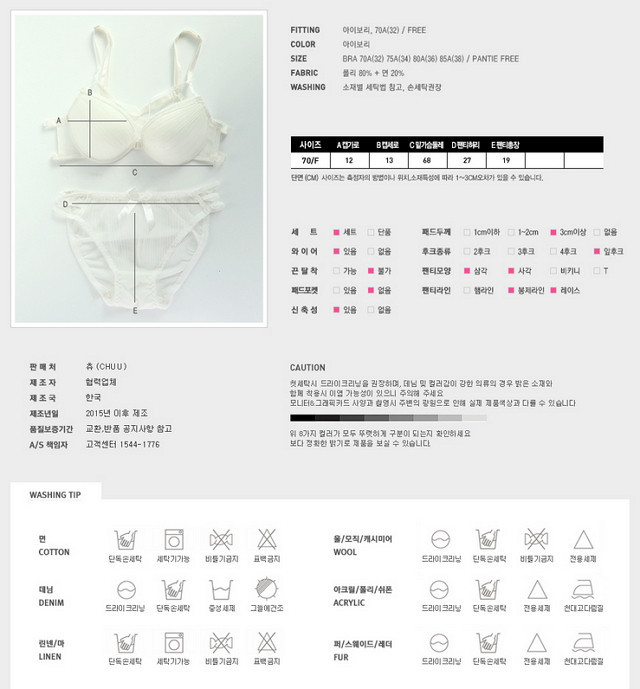 FITTING 아이보리, 70A(32) / FREE
COLOR 아이보리
SIZE BRA 70A(32) 75A(34) 80A(36) 85A(38) / PANTIE FREE
FABRIC 폴리 80% + 면 20%
WASHING 소재별 세탁법 참고, 손세탁권장
A
B
C
D
E
사이즈 A컵가로 B컵세로 C밑가슴둘레 D팬티허리 E팬티총장
70/F 12 13 68 27 19
단면 (CM) 사이즈는 측정자의 방법이나 위치,소재특성에 따라 1~3CM오차가 있을 수 있습니다.
세 트 세트 단품 패드두께 1cm이하 1~2cm 3cm이상 없음
와 이 어 있음 없음 후크종류 2후크 3후크 4후크 앞후크
끈 탈 착 가능 불가 팬티모양 삼각 사각 비키니 T
패드포켓 있음 없음 팬티라인 헴라인 봉제라인 레이스
신 축 성 있음 없음
판 매 처 츄 (CHUU)
제 조 자 협력업체
제 조 국 한국
제조년일 2015년 이후 제조
품질보증기간 교환,반품 공지사항 참고
A/S 책임자 고객센터 1544-1776
CAUTION
첫세탁시 드라이크리닝을 권장하며, 데님 및 컬러감이 강한 의류의 경우 밝은 소재와
함께 착용시 이염 가능성이 있으니 주의해 주세요
모니터&그래픽카드 사양과 촬영시 주변의 광원으로 인해 실제 제품색상과 다를 수 있습니다
위 8가지 컬러가 모두 뚜렷하게 구분이 되는지 확인하세요
보다 정확한 밝기로 제품을 보실 수 있습니다.
WASHING TIP
면
COTTON
단독손세탁 세탁기가능 비틀기금지 표백금지
울/모직/캐시미어
WOOL
드라이크리닝 단독손세탁 비틀기금지 전용세제
데님
DENIM
드라이크리닝 단독손세탁 중성세제 그늘에건조
아크릴/폴리/쉬폰
ACRYLIC
드라이크리닝 단독손세탁 전용세제 천대고다림질
린넨/마
LINEN
단독손세탁 세탁기가능 비틀기금지 표백금지
퍼/스웨이드/레더
FUR
드라이크리닝 단독손세탁 전용세제 천대고다림질